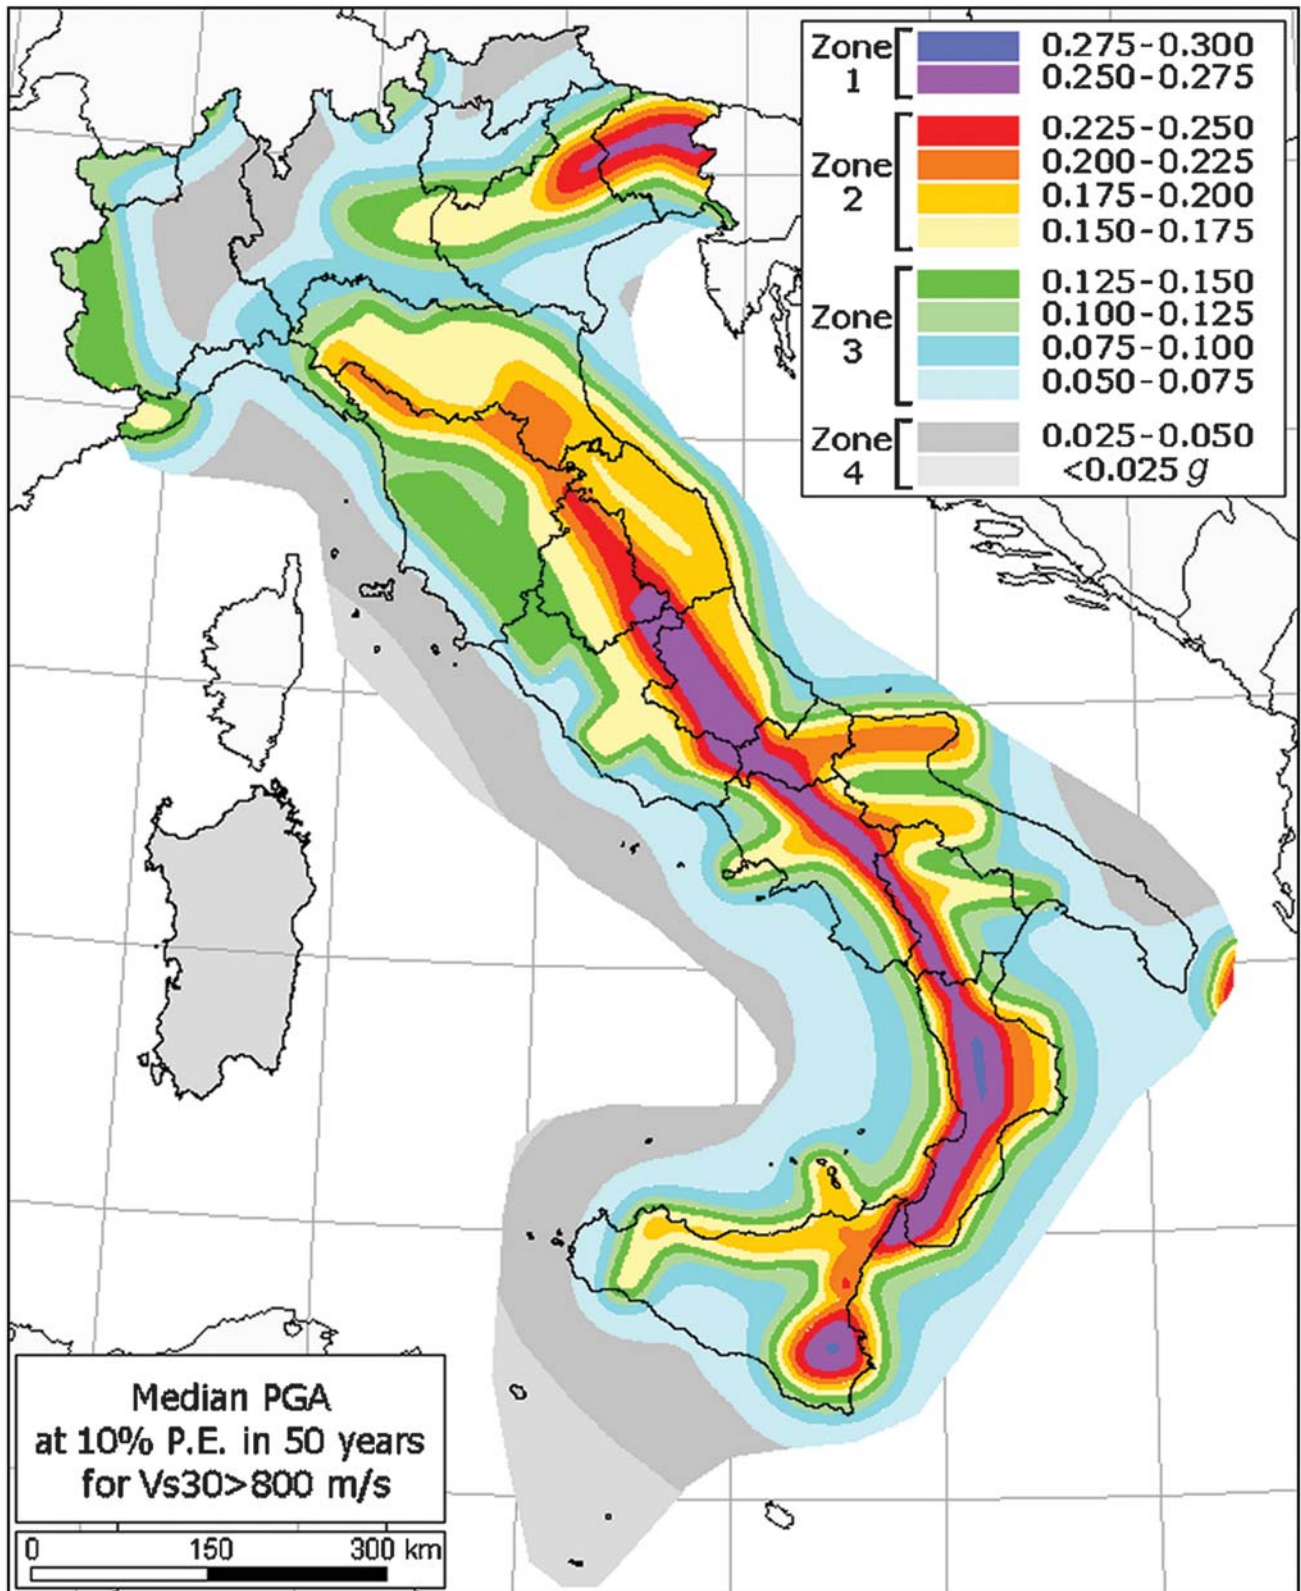 Zone
1
0.275-0.300
0.250-0.275
Zone
2
0.225-0.250
0.200-0.225
0.175-0.200
0.150-0.175
Zone
3
0.125-0.150
0.100-0.125
0.075-0.100
0.050-0.075
Zone
4
0.025-0.050
<0.025 g
Median PGA
at 10% P.E. in 50 years
for Vs30>800 m/s
0 150 300 km